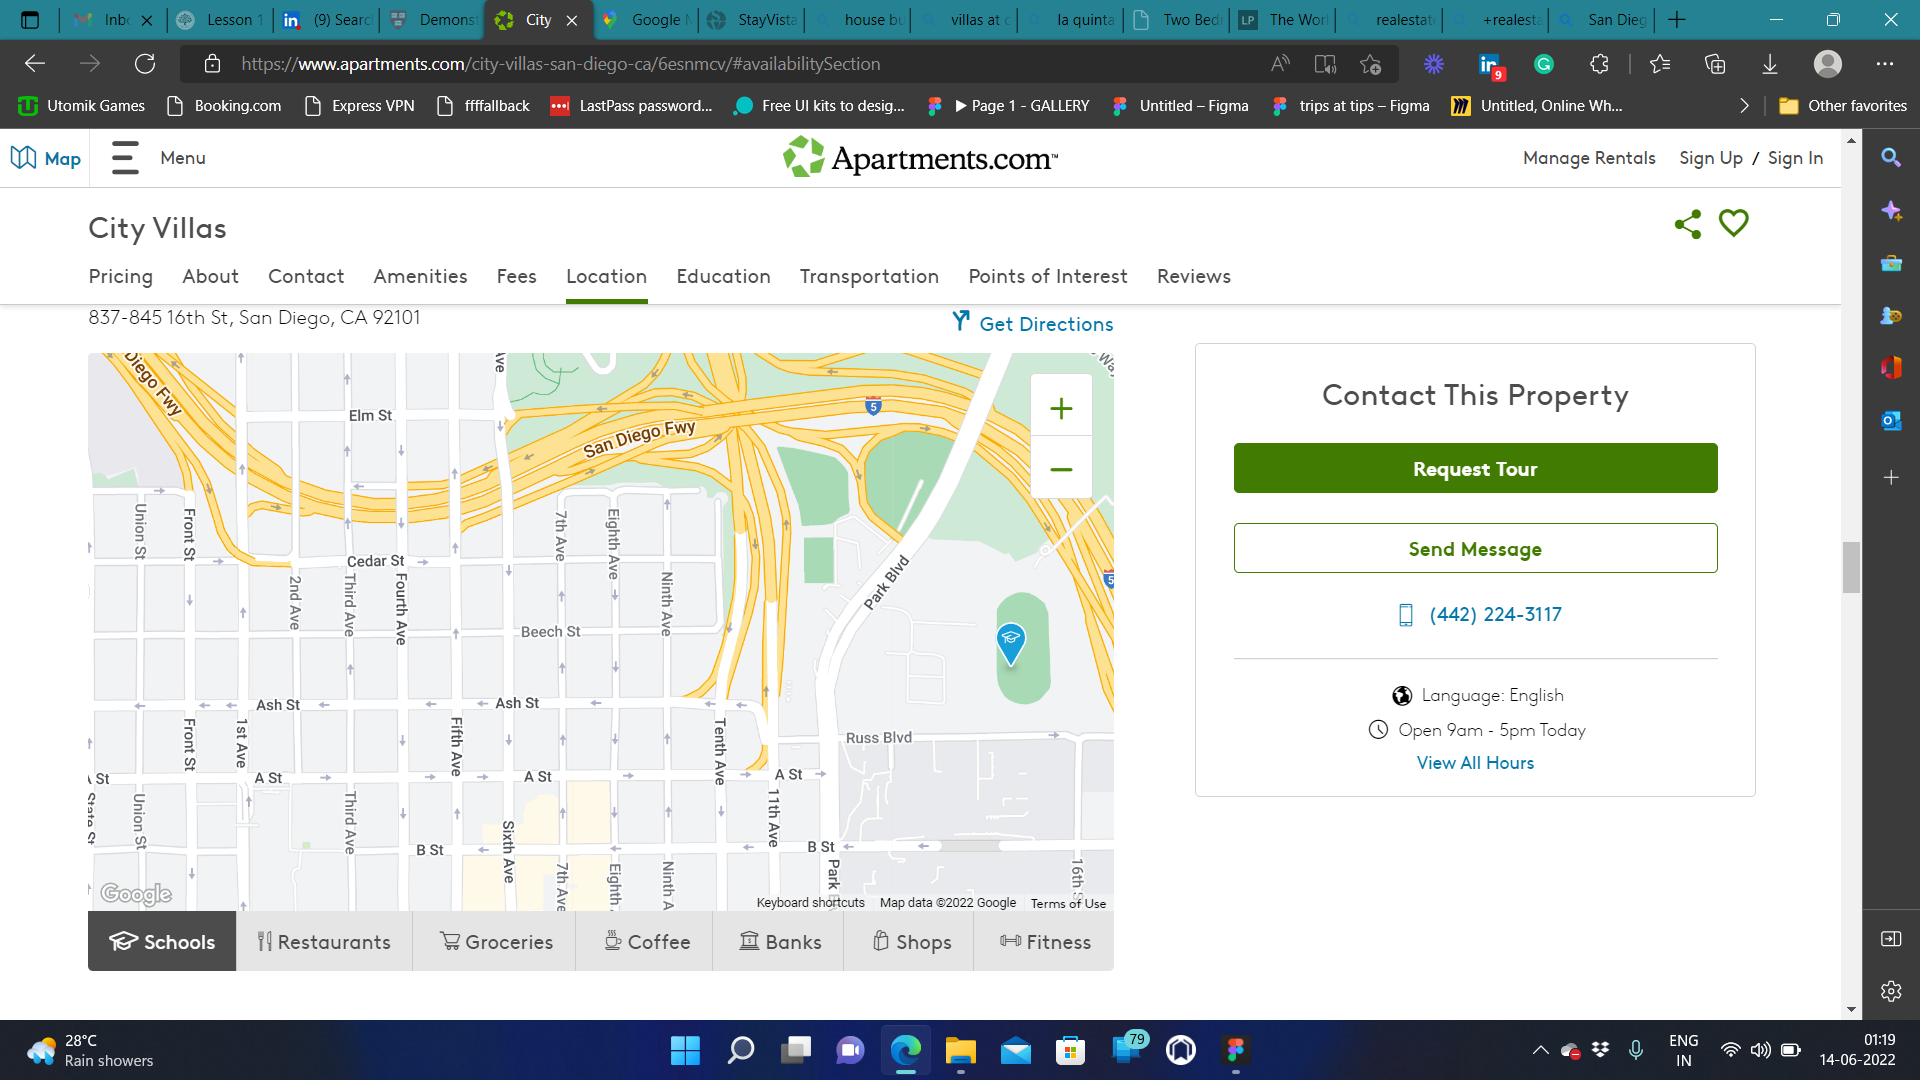 Inbo
Lesson 1
(9) Searc
Demonst
City
Google M
StayVista
house bu
villas at c
la quinta
Two Bedr
The Worl
realestate
+realesta
San Dieg
https://www.apartments.com/city-villas-san-diego-ca/6esnmcv/#availabilitySection
9
Utomik Games
Booking.com
Express VPN
ffffallback
LastPass password...
Free UI kits to desig...
▶ Page 1 - GALLERY
Untitled – Figma
trips at tips – Figma
Untitled, Online Wh...
Other favorites
Map
Menu
Apartments.com™
Manage Rentals
Sign Up / Sign In
City Villas
Pricing
About
Contact
Amenities
Fees
Location
Education
Transportation
Points of Interest
Reviews
837-845 16th St, San Diego, CA 92101
Get Directions
Diego Fwy
Ave
Way
Elm St
San Diego Fwy
5
Union St
Front St
7th Ave
Eighth Ave
Cedar St
2nd Ave
Third Ave
Fourth Ave
Ninth Ave
Park Blvd
5
Beech St
Ash St
Ash St
Front St
1st Ave
Fifth Ave
Tenth Ave
Russ Blvd
A St
A St
A St
A St
State St
Union St
Third Ave
Sixth Ave
11th Ave
B St
B St
7th Ave
Eighth
Ninth A
Park
16th S
Google
Keyboard shortcuts
Map data ©2022 Google
Terms of Use
Schools
Restaurants
Groceries
Coffee
Banks
Shops
Fitness
Contact This Property
Request Tour
Send Message
(442) 224-3117
Language: English
Open 9am - 5pm Today
View All Hours
28°C
Rain showers
79
ENG
IN
01:19
14-06-2022